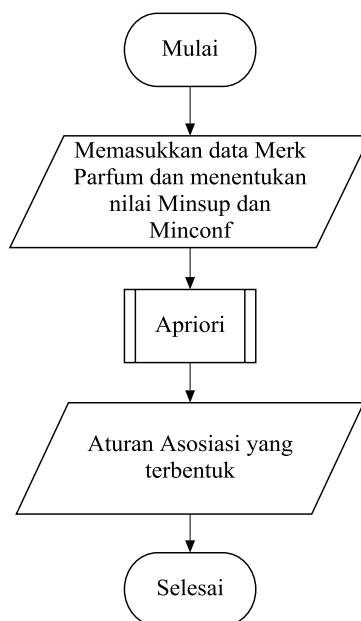 Mulai
Memasukkan data Merk
Parfum dan menentukan
nilai Minsup dan
Minconf
Apriori
Aturan Asosiasi yang
terbentuk
Selesai